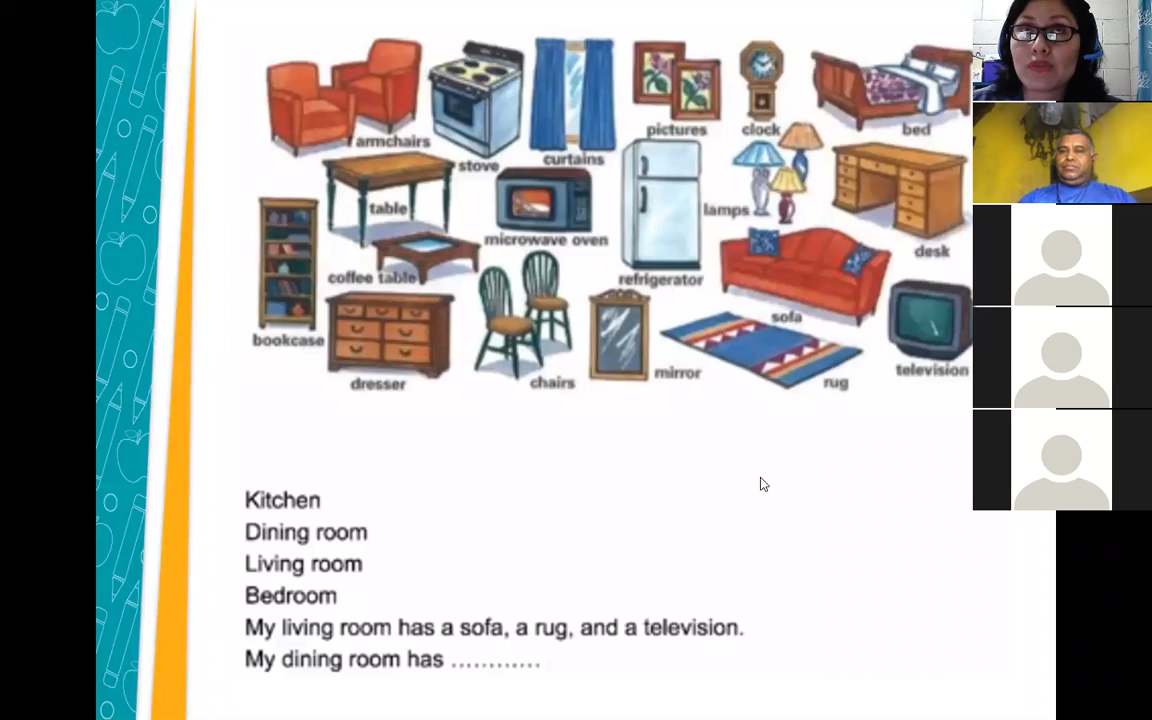 armchairs
stove
curtains
pictures
clock
bed
table
microwave oven
lamps
desk
coffee table
refrigerator
sofa
bookcase
dresser
chairs
mirror
rug
television
Kitchen
Dining room
Living room
Bedroom
My living room has a sofa, a rug, and a television.
My dining room has ............